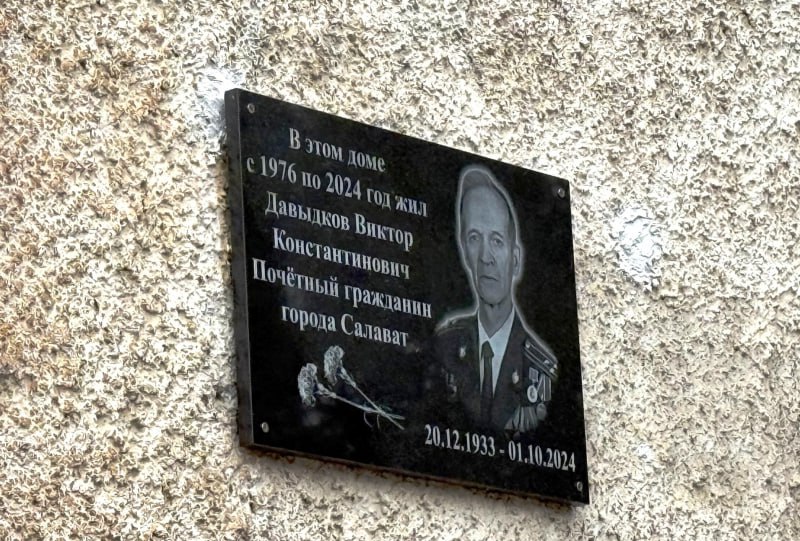 В этом доме
с 1976 по 2024 год жил
Давыдков Виктор
Константинович
Почётный гражданин
города Салават
20.12.1933 - 01.10.2024